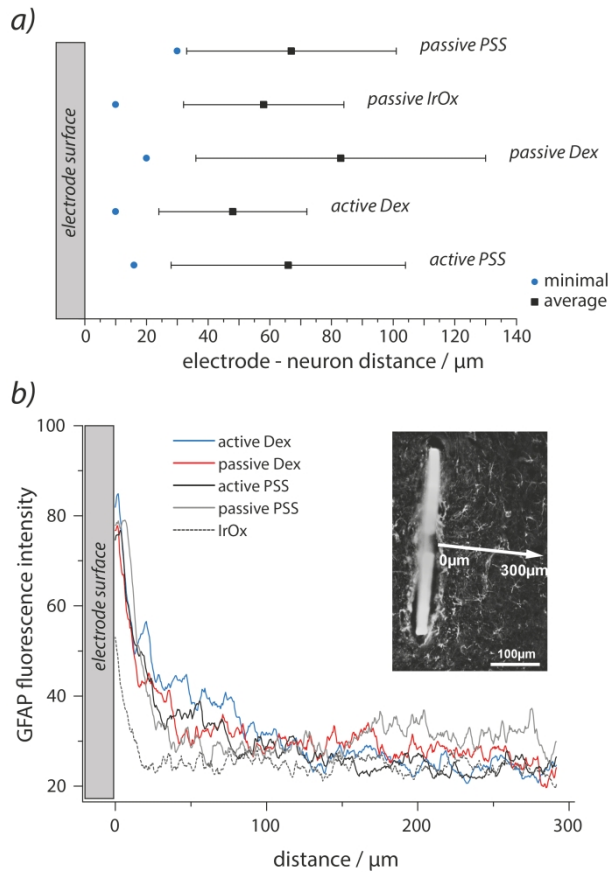 a)
electrode surface
passive PSS
passive IrOx
passive Dex
active Dex
active PSS
minimal
average
0 20 40 60 80 100 120 140
electrode - neuron distance / µm
b)
GFAP fluorescence intensity
100
80
60
40
20
electrode surface
active Dex
passive Dex
active PSS
passive PSS
IrOx
0µm
300µm
100µm
0 100 200 300
distance / µm